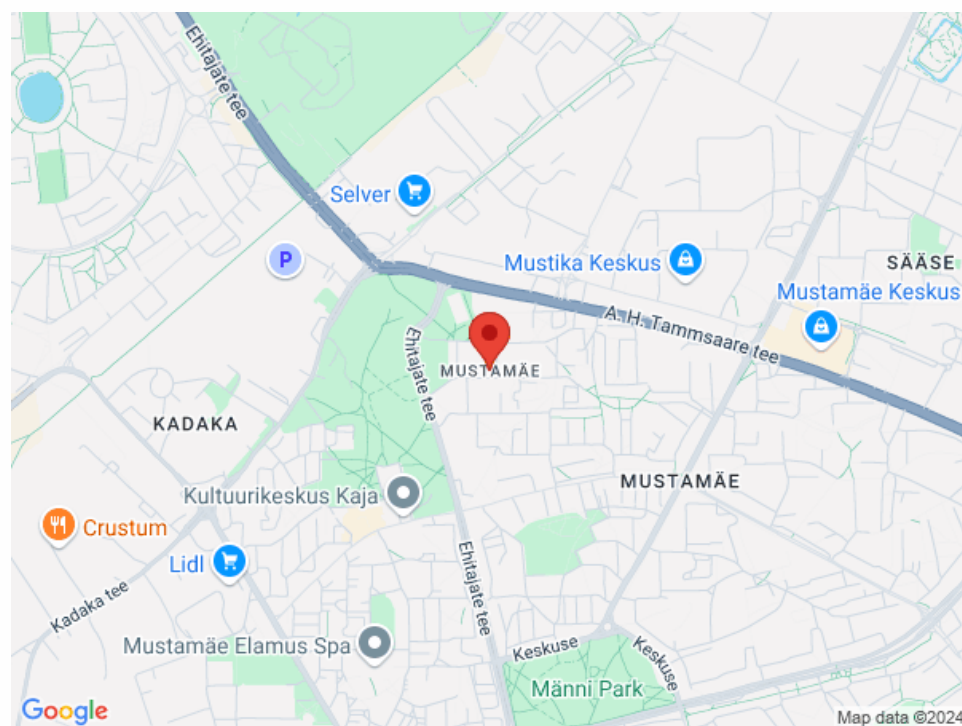 Ehitajate tee
Selver
P
Mustika Keskus
SÄÄSE
Mustamäe Keskus
A. H. Tammsaare tee
Ehitajate tee
MUSTAMÄE
KADAKA
MUSTAMÄE
Kultuurikeskus Kaja
Crustum
Lidl
Ehitajate tee
Kadaka tee
Mustamäe Elamus Spa
Keskuse
Keskuse
Männi Park
Google
Map data ©2024